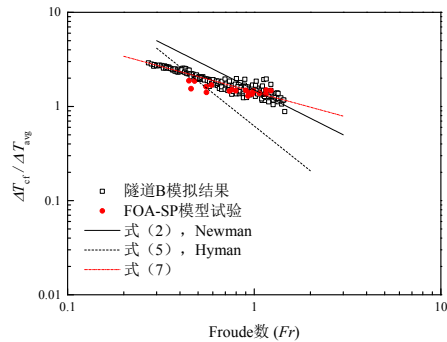 10
1
0.1
0.01
ΔT_cf / ΔT_avg
隧道B模拟结果
FOA-SP模型试验
式（2），Newman
式（5），Hyman
式（7）
0.1 1 10
Froude数 (Fr)